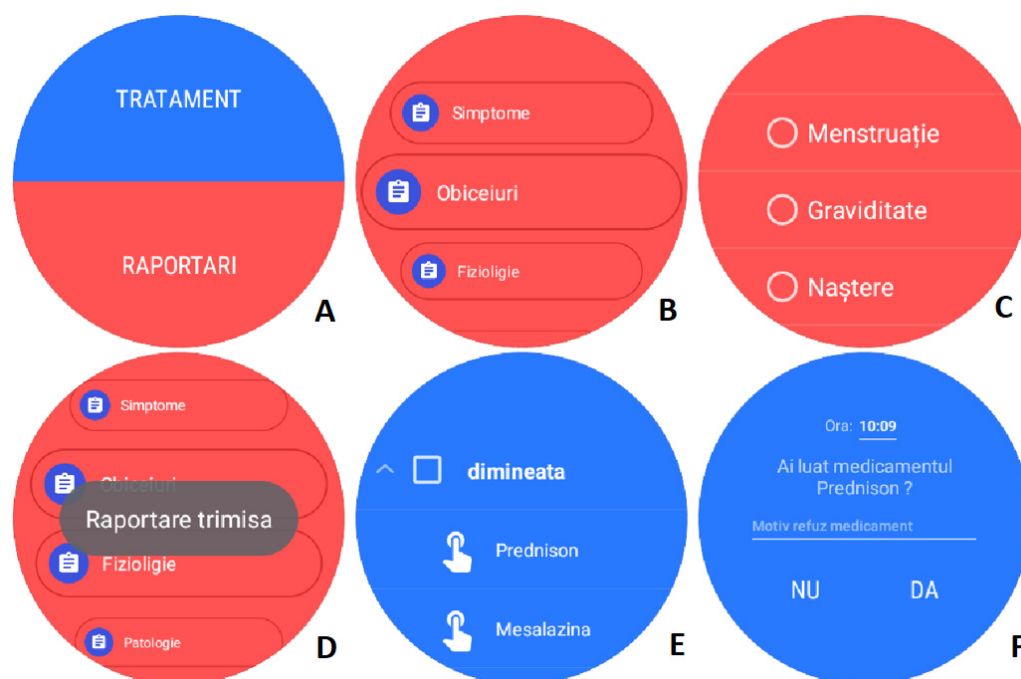 TRATAMENT
RAPORTARI
A
Simptome
Obiceiuri
Fizioligie
B
Menstruație
Graviditate
Naștere
C
Simptome
Obiceiuri
Raportare trimisa
Fizioligie
Patologie
D
dimineata
Prednison
Mesalazina
E
Ora: 10:09
Ai luat medicamentul
Prednison ?
Motiv refuz medicament
NU DA
F